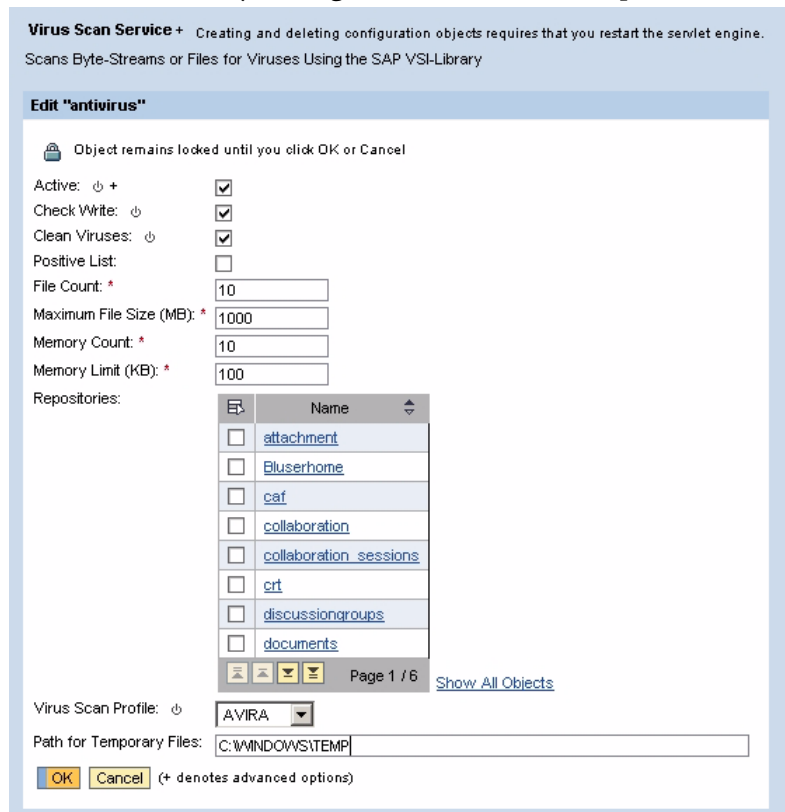 Virus Scan Service + Creating and deleting configuration objects requires that you restart the servlet engine.
Scans Byte-Streams or Files for Viruses Using the SAP VSI-Library
Edit "antivirus"
Object remains locked until you click OK or Cancel
Active: +
Check Write:
Clean Viruses:
Positive List:
File Count: * 10
Maximum File Size (MB): * 1000
Memory Count: * 10
Memory Limit (KB): * 100
Repositories:
Name
attachment
BIuserhome
caf
collaboration
collaboration_sessions
crt
discussiongroups
documents
Page 1 / 6 Show All Objects
Virus Scan Profile: AVIRA
Path for Temporary Files: C:\WINDOWS\TEMP
OK Cancel (+ denotes advanced options)